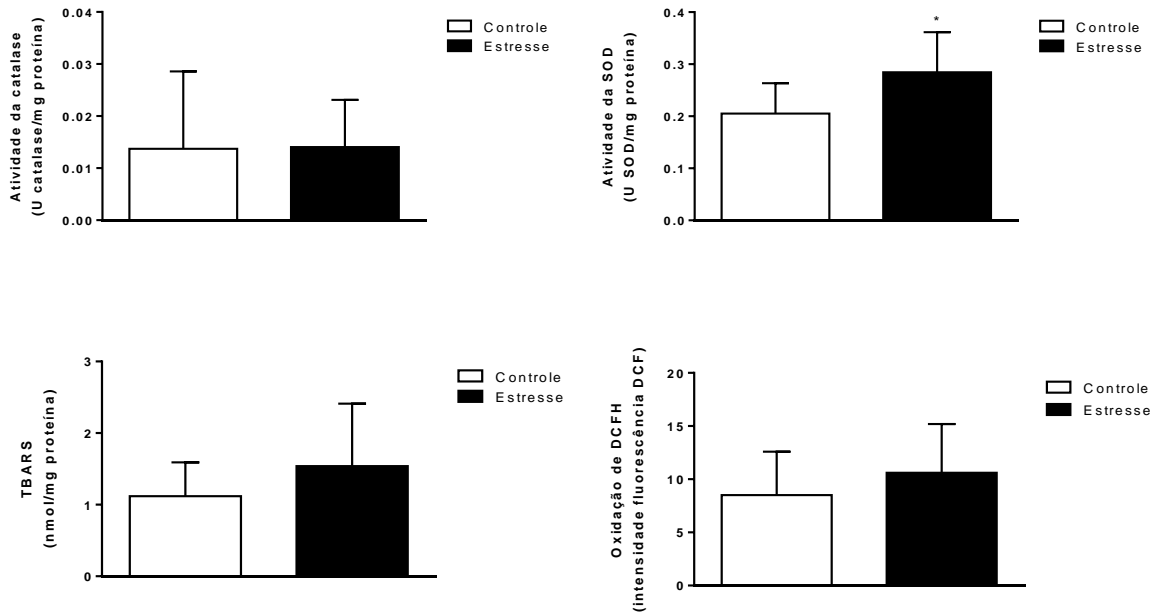 Atividade da catalase
(U catalase/mg proteína)
0.04
0.03
0.02
0.01
0.00
Controle
Estresse
Atividade da SOD
(U SOD/mg proteína)
0.4
0.3
0.2
0.1
0.0
*
Controle
Estresse
TBARS
(nmol/mg proteína)
3
2
1
0
Controle
Estresse
Oxidação de DCFH
(intensidade fluorescência DCF)
20
15
10
5
0
Controle
Estresse